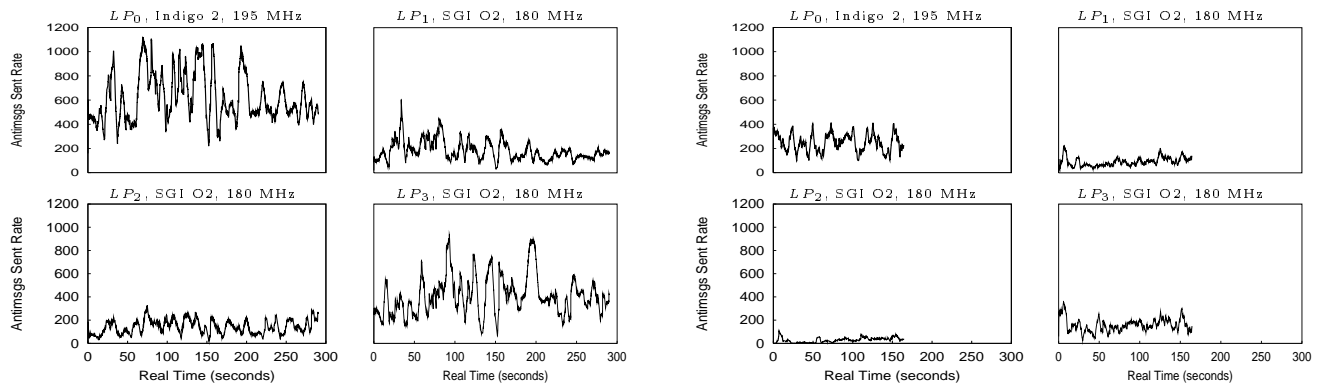 LP0, Indigo 2, 195 MHz
LP1, SGI O2, 180 MHz
LP0, Indigo 2, 195 MHz
LP1, SGI O2, 180 MHz
1200
1000
800
600
400
200
0
Antimsgs Sent Rate
1200
1000
800
600
400
200
0
Antimsgs Sent Rate
LP2, SGI O2, 180 MHz
LP3, SGI O2, 180 MHz
LP2, SGI O2, 180 MHz
LP3, SGI O2, 180 MHz
1200
1000
800
600
400
200
0
Antimsgs Sent Rate
1200
1000
800
600
400
200
0
Antimsgs Sent Rate
0 50 100 150 200 250 300
0 50 100 150 200 250 300
0 50 100 150 200 250 300
0 50 100 150 200 250 300
Real Time (seconds)
Real Time (seconds)
Real Time (seconds)
Real Time (seconds)